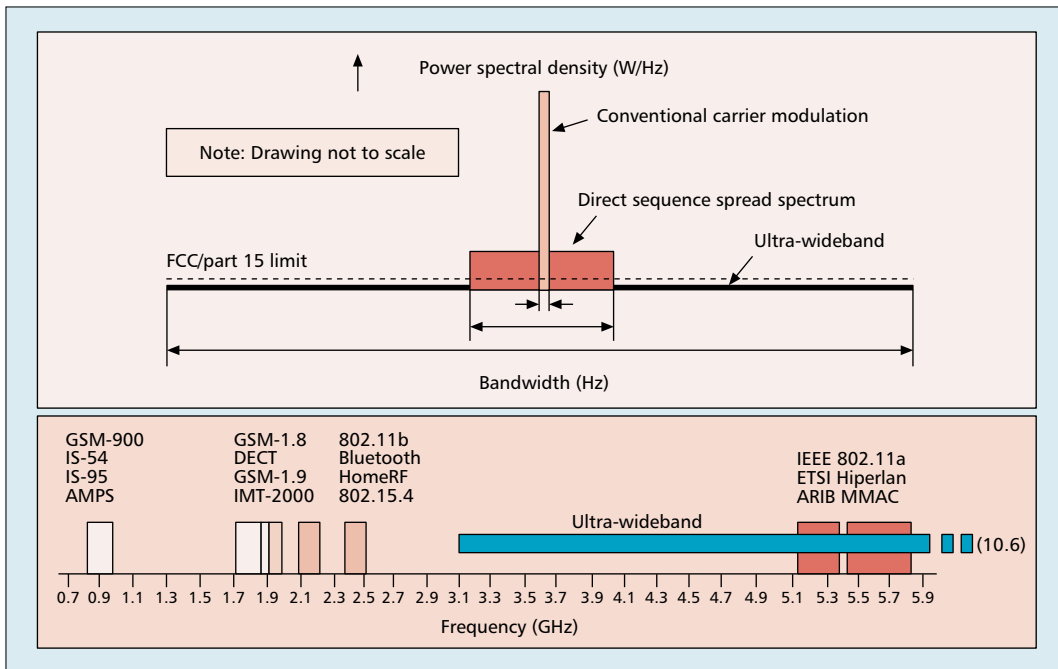 Power spectral density (W/Hz)
Conventional carrier modulation
Note: Drawing not to scale
Direct sequence spread spectrum
Ultra-wideband
FCC/part 15 limit
Bandwidth (Hz)
GSM-900
IS-54
IS-95
AMPS
GSM-1.8
DECT
GSM-1.9
IMT-2000
802.11b
Bluetooth
HomeRF
802.15.4
IEEE 802.11a
ETSI Hiperlan
ARIB MMAC
Ultra-wideband
(10.6)
0.7 0.9 1.1 1.3 1.5 1.7 1.9 2.1 2.3 2.5 2.7 2.9 3.1 3.3 3.5 3.7 3.9 4.1 4.3 4.5 4.7 4.9 5.1 5.3 5.5 5.7 5.9
Frequency (GHz)